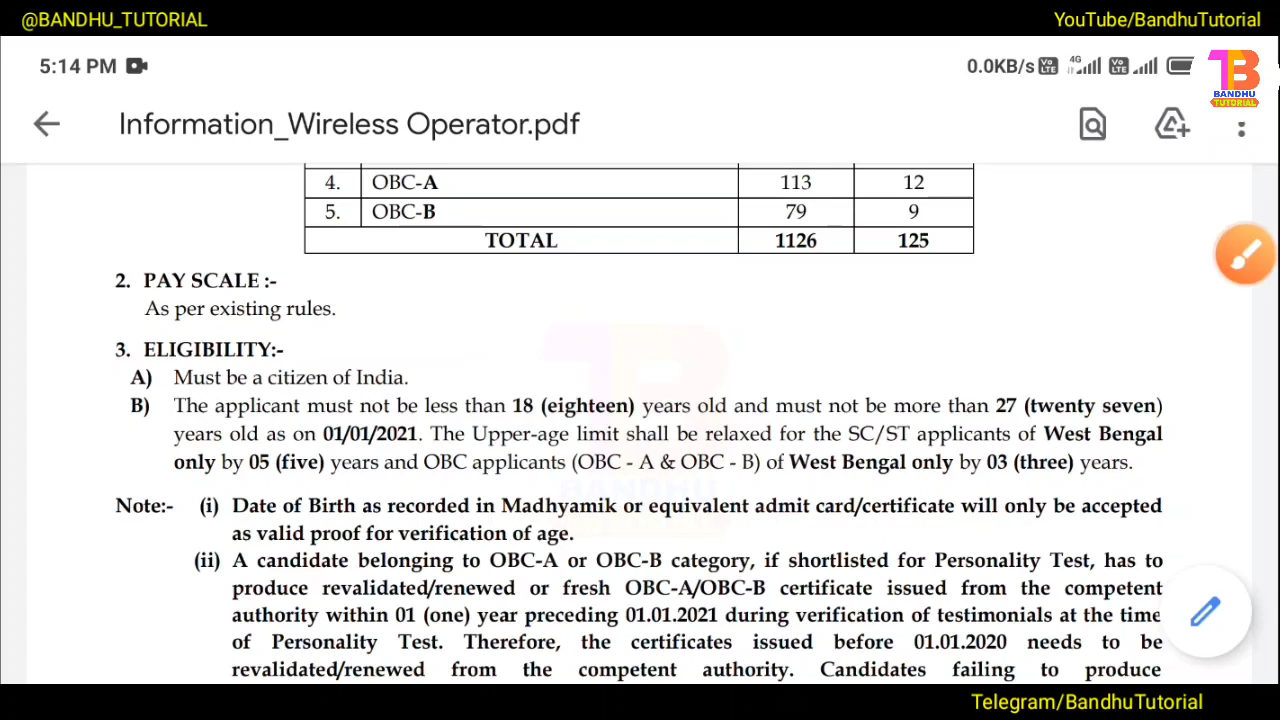 @BANDHU_TUTORIAL
YouTube/BandhuTutorial
5:14 PM
0.0KB/s Vo LTE 4G Vo LTE
TB
BANDHU
TUTORIAL
Information_Wireless Operator.pdf
4. OBC-A 113 12
5. OBC-B 79 9
TOTAL 1126 125
2. PAY SCALE :-
As per existing rules.
3. ELIGIBILITY:-
A) Must be a citizen of India.
B) The applicant must not be less than 18 (eighteen) years old and must not be more than 27 (twenty seven)
years old as on 01/01/2021. The Upper-age limit shall be relaxed for the SC/ST applicants of West Bengal
only by 05 (five) years and OBC applicants (OBC - A & OBC - B) of West Bengal only by 03 (three) years.
BANDHU
Note:- (i) Date of Birth as recorded in Madhyamik or equivalent admit card/certificate will only be accepted
as valid proof for verification of age.
(ii) A candidate belonging to OBC-A or OBC-B category, if shortlisted for Personality Test, has to
produce revalidated/renewed or fresh OBC-A/OBC-B certificate issued from the competent
authority within 01 (one) year preceding 01.01.2021 during verification of testimonials at the time
of Personality Test. Therefore, the certificates issued before 01.01.2020 needs to be
revalidated/renewed from the competent authority. Candidates failing to produce
Telegram/BandhuTutorial